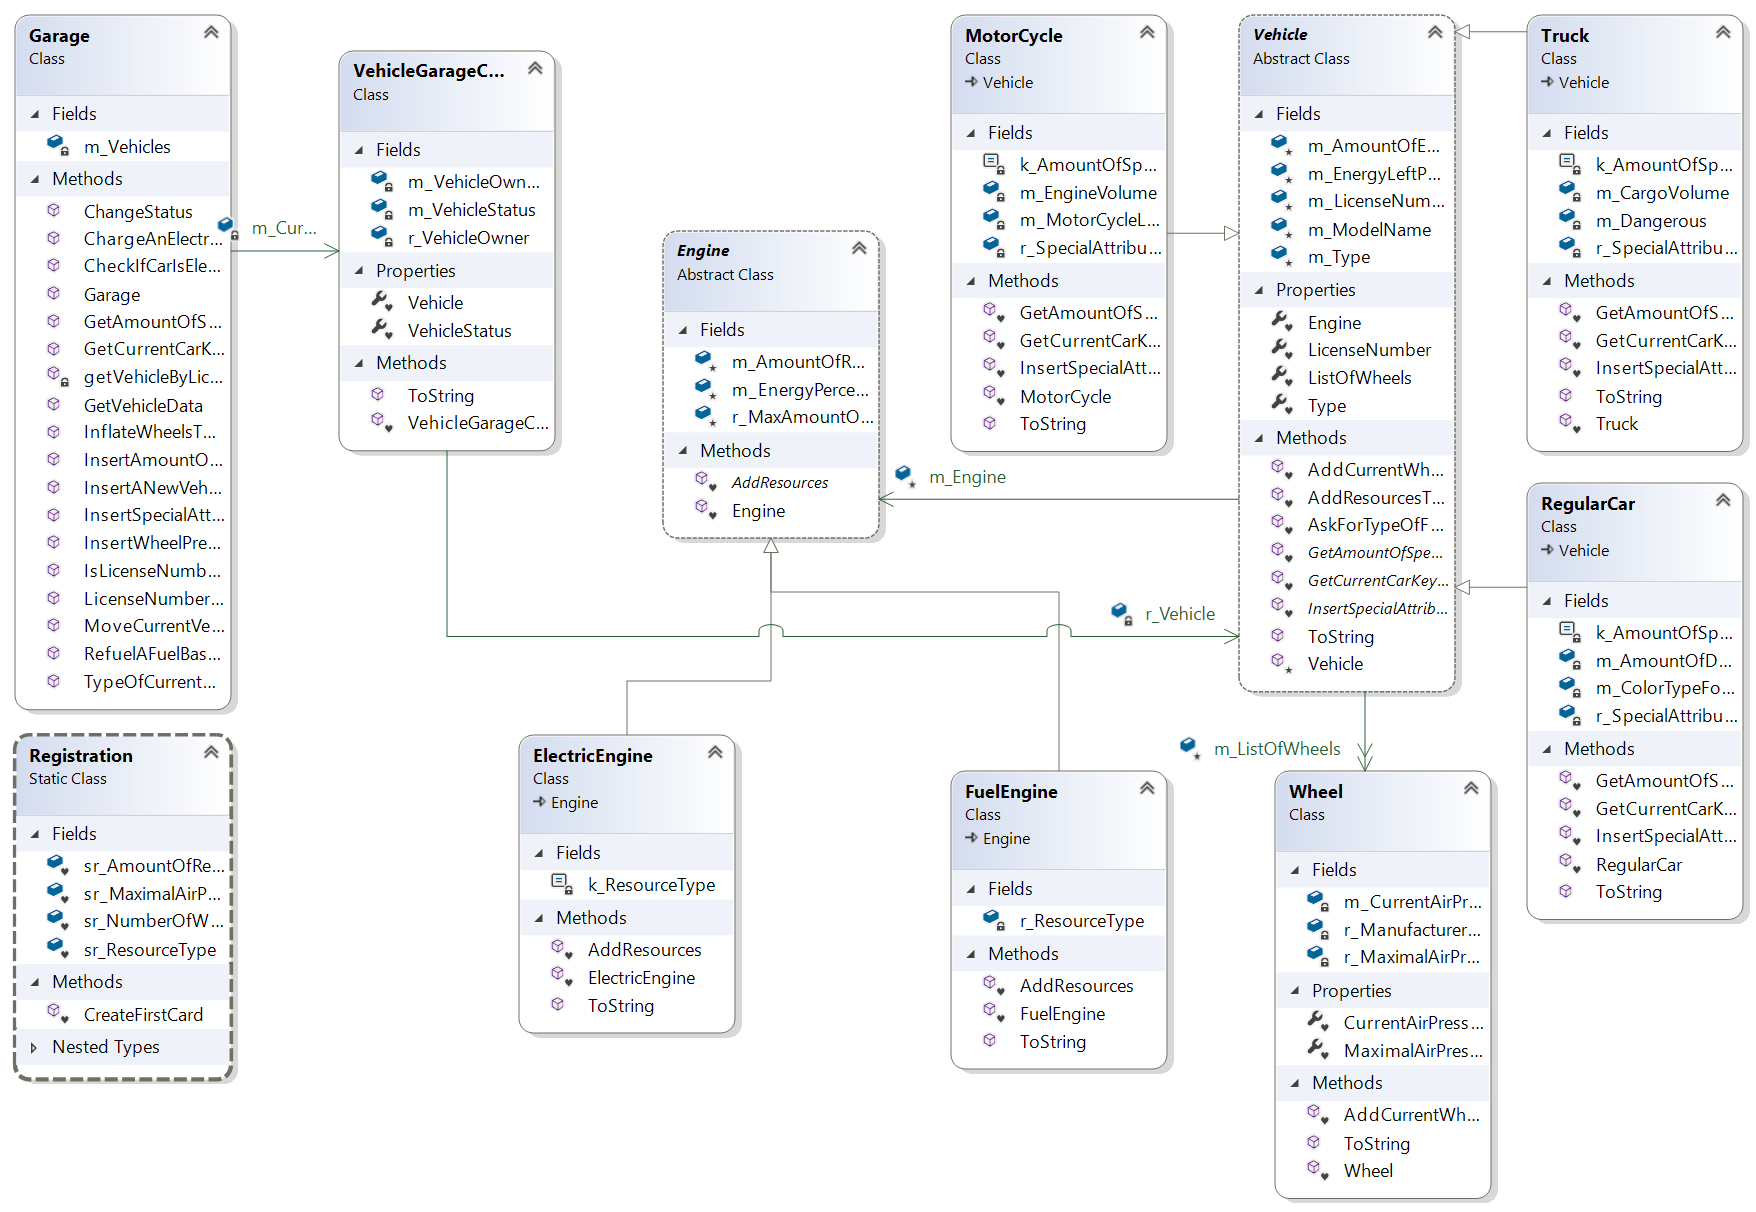 Garage
Class
Fields
m_Vehicles
Methods
ChangeStatus
ChargeAnElectr...
CheckIfCarIsEle...
Garage
GetAmountOfS...
GetCurrentCarK...
getVehicleByLic...
GetVehicleData
InflateWheelsT...
InsertAmountO...
InsertANewVeh...
InsertSpecialAtt...
InsertWheelPre...
IsLicenseNumb...
LicenseNumber...
MoveCurrentVe...
RefuelAFuelBas...
TypeOfCurrent...
m_Cur...
VehicleGarageC...
Class
Fields
m_VehicleOwn...
m_VehicleStatus
r_VehicleOwner
Properties
Vehicle
VehicleStatus
Methods
ToString
VehicleGarageC...
Engine
Abstract Class
Fields
m_AmountOfR...
m_EnergyPerce...
r_MaxAmountO...
Methods
AddResources
Engine
m_Engine
r_Vehicle
MotorCycle
Class
Vehicle
Fields
k_AmountOfSp...
m_EngineVolume
m_MotorCycleL...
r_SpecialAttribu...
Methods
GetAmountOfS...
GetCurrentCarK...
InsertSpecialAtt...
MotorCycle
ToString
Vehicle
Abstract Class
Fields
m_AmountOfE...
m_EnergyLeftP...
m_LicenseNum...
m_ModelName
m_Type
Properties
Engine
LicenseNumber
ListOfWheels
Type
Methods
AddCurrentWh...
AddResourcesT...
AskForTypeOfF...
GetAmountOfSpe...
GetCurrentCarKey...
InsertSpecialAttrib...
ToString
Vehicle
m_ListOfWheels
Truck
Class
Vehicle
Fields
k_AmountOfSp...
m_CargoVolume
m_Dangerous
r_SpecialAttribu...
Methods
GetAmountOfS...
GetCurrentCarK...
InsertSpecialAtt...
ToString
Truck
RegularCar
Class
Vehicle
Fields
k_AmountOfSp...
m_AmountOfD...
m_ColorTypeFo...
r_SpecialAttribu...
Methods
GetAmountOfS...
GetCurrentCarK...
InsertSpecialAtt...
RegularCar
ToString
Registration
Static Class
Fields
sr_AmountOfRe...
sr_MaximalAirP...
sr_NumberOfW...
sr_ResourceType
Methods
CreateFirstCard
Nested Types
ElectricEngine
Class
Engine
Fields
k_ResourceType
Methods
AddResources
ElectricEngine
ToString
FuelEngine
Class
Engine
Fields
r_ResourceType
Methods
AddResources
FuelEngine
ToString
Wheel
Class
Fields
m_CurrentAirPr...
r_Manufacturer...
r_MaximalAirPr...
Properties
CurrentAirPress...
MaximalAirPres...
Methods
AddCurrentWh...
ToString
Wheel